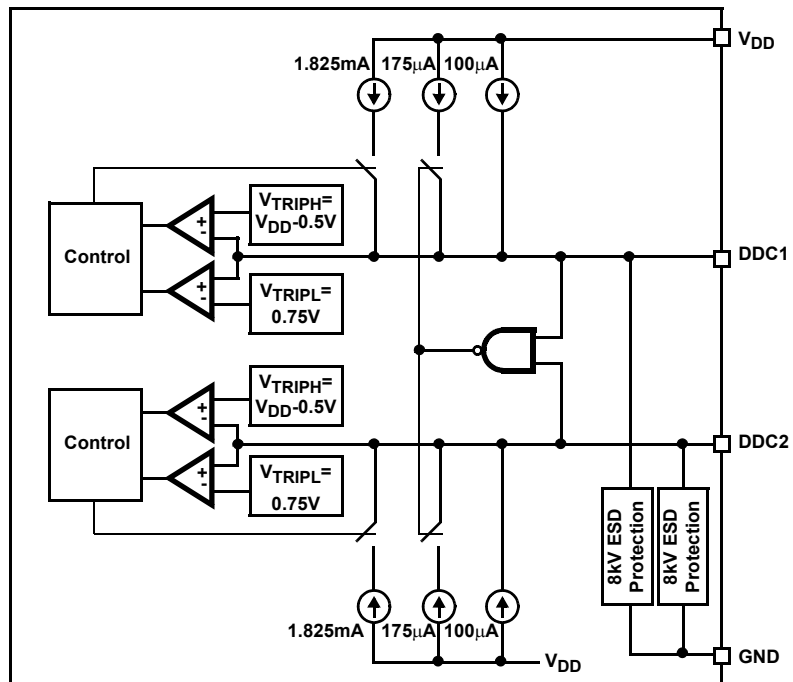 VDD
1.825mA 175μA 100μA
VTRIPH=
VDD-0.5V
+
-
Control
DDC1
+
-
VTRIPL=
0.75V
VTRIPH=
VDD-0.5V
+
-
Control
DDC2
+
-
VTRIPL=
0.75V
8kV ESD
Protection
8kV ESD
Protection
1.825mA 175μA 100μA
VDD
GND